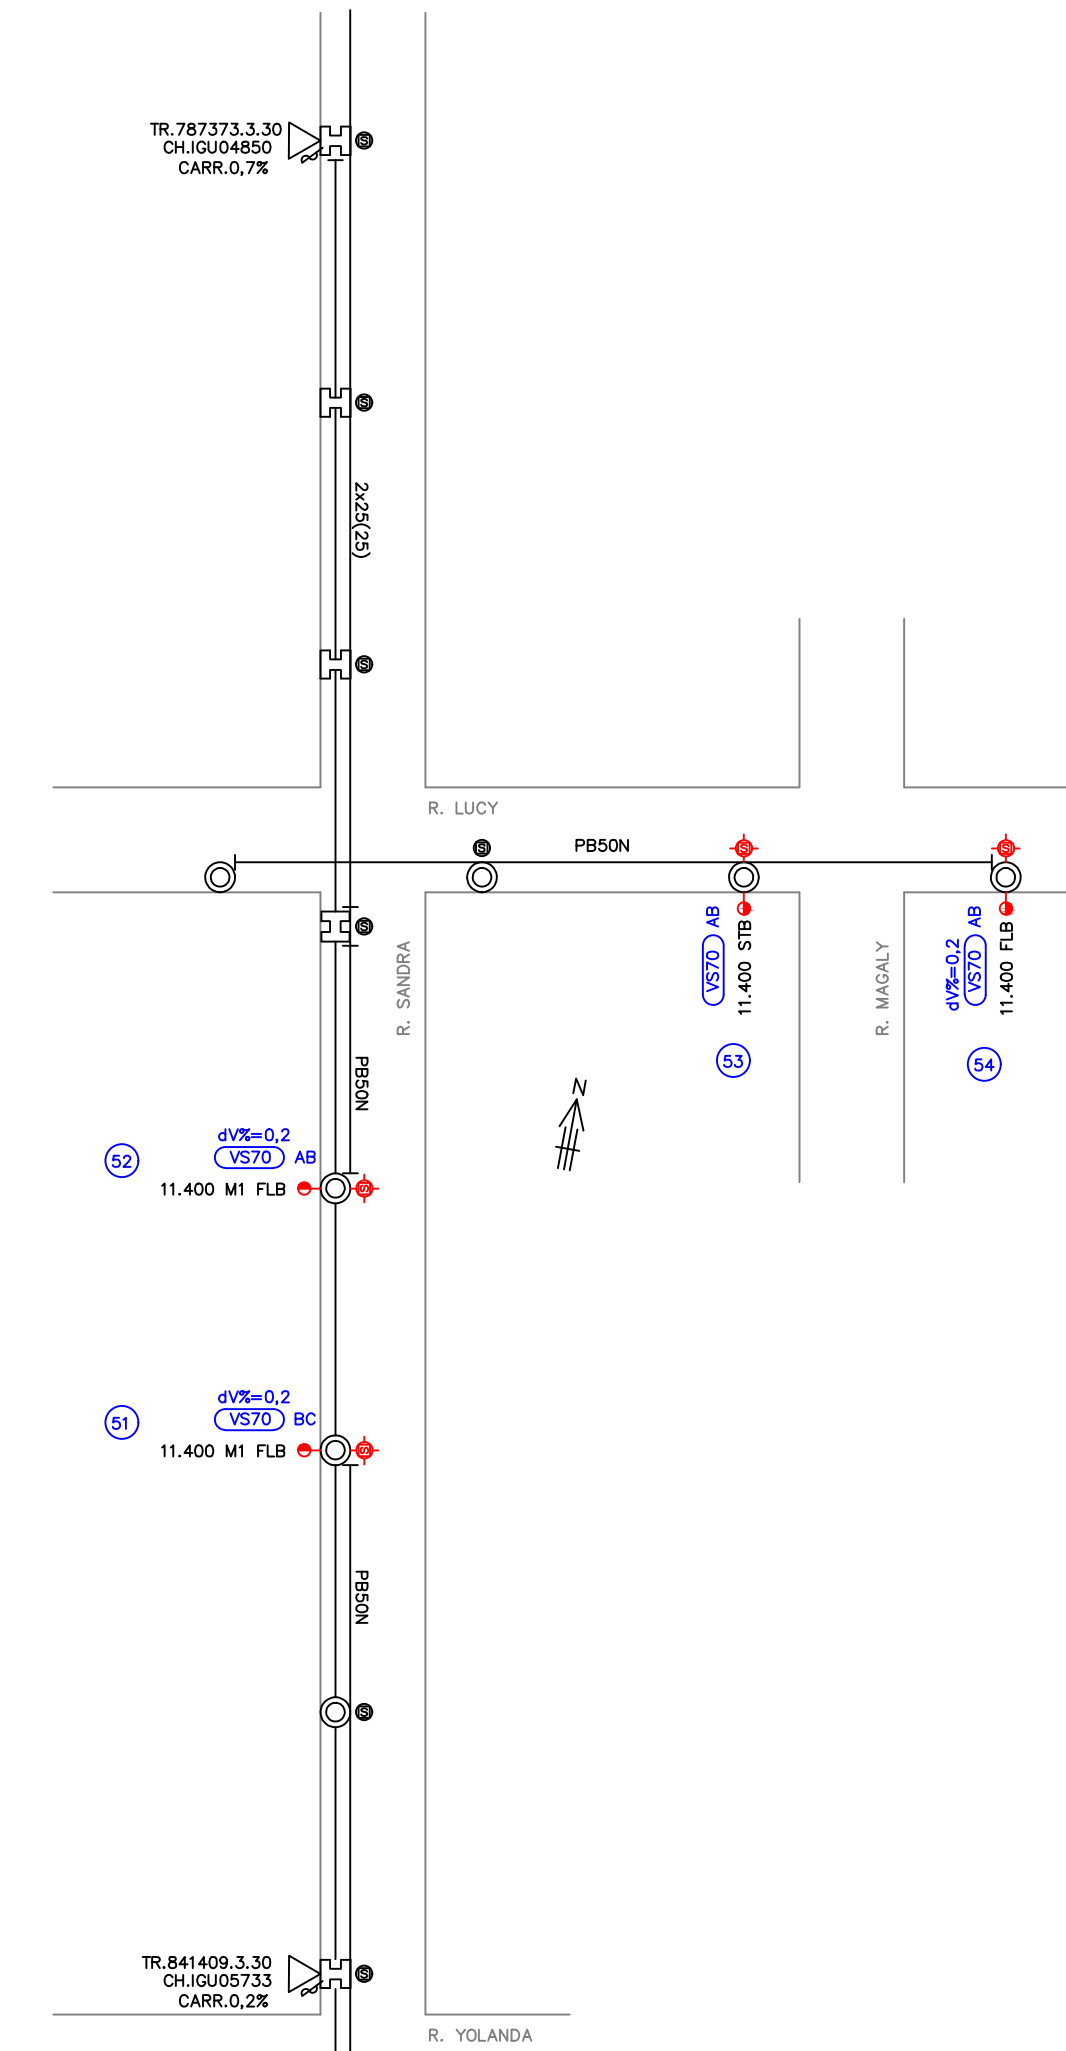 TR.787373.3.30
CH.IGU04850
CARR.0,7%
S
S
2x25(25)
S
R. LUCY
S
PB50N
S
S
S
R. SANDRA
VS70 AB
11.400 STB
R. MAGALY
dV%=0,2
VS70 AB
11.400 FLB
53
54
PB50N
N
dV%=0,2
52
VS70 AB
11.400 M1 FLB
S
dV%=0,2
51
VS70 BC
11.400 M1 FLB
S
PB50N
S
TR.841409.3.30
CH.IGU05733
CARR.0,2%
S
R. YOLANDA